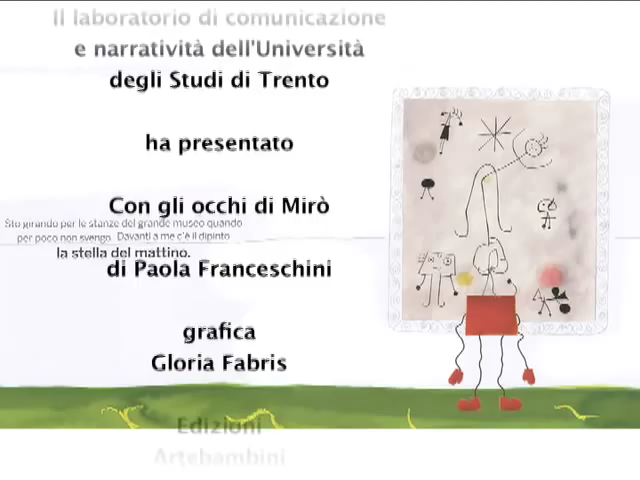 Il laboratorio di comunicazione
e narratività dell'Università
degli Studi di Trento
ha presentato
Con gli occhi di Mirò
Sto girando per le stanze del grande museo quando
per poco non svengo. Davanti a me c'è il dipinto
la stella del mattino.
di Paola Franceschini
grafica
Gloria Fabris
Edizioni
Artebambini